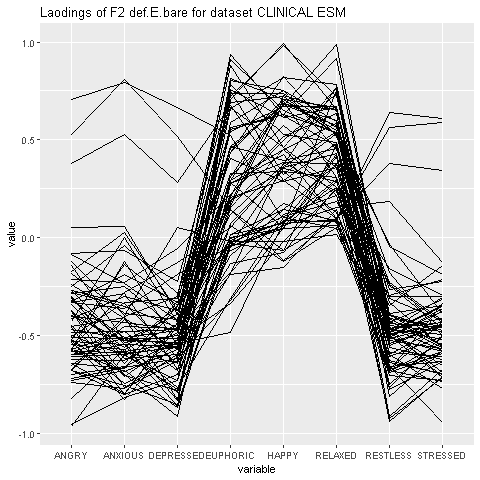 Laodings of F2 def.E.bare for dataset CLINICAL ESM
1.0
0.5
0.0
-0.5
-1.0
value
ANGRY ANXIOUS DEPRESSEDEUPHORIC HAPPY RELAXED RESTLESS STRESSED
variable